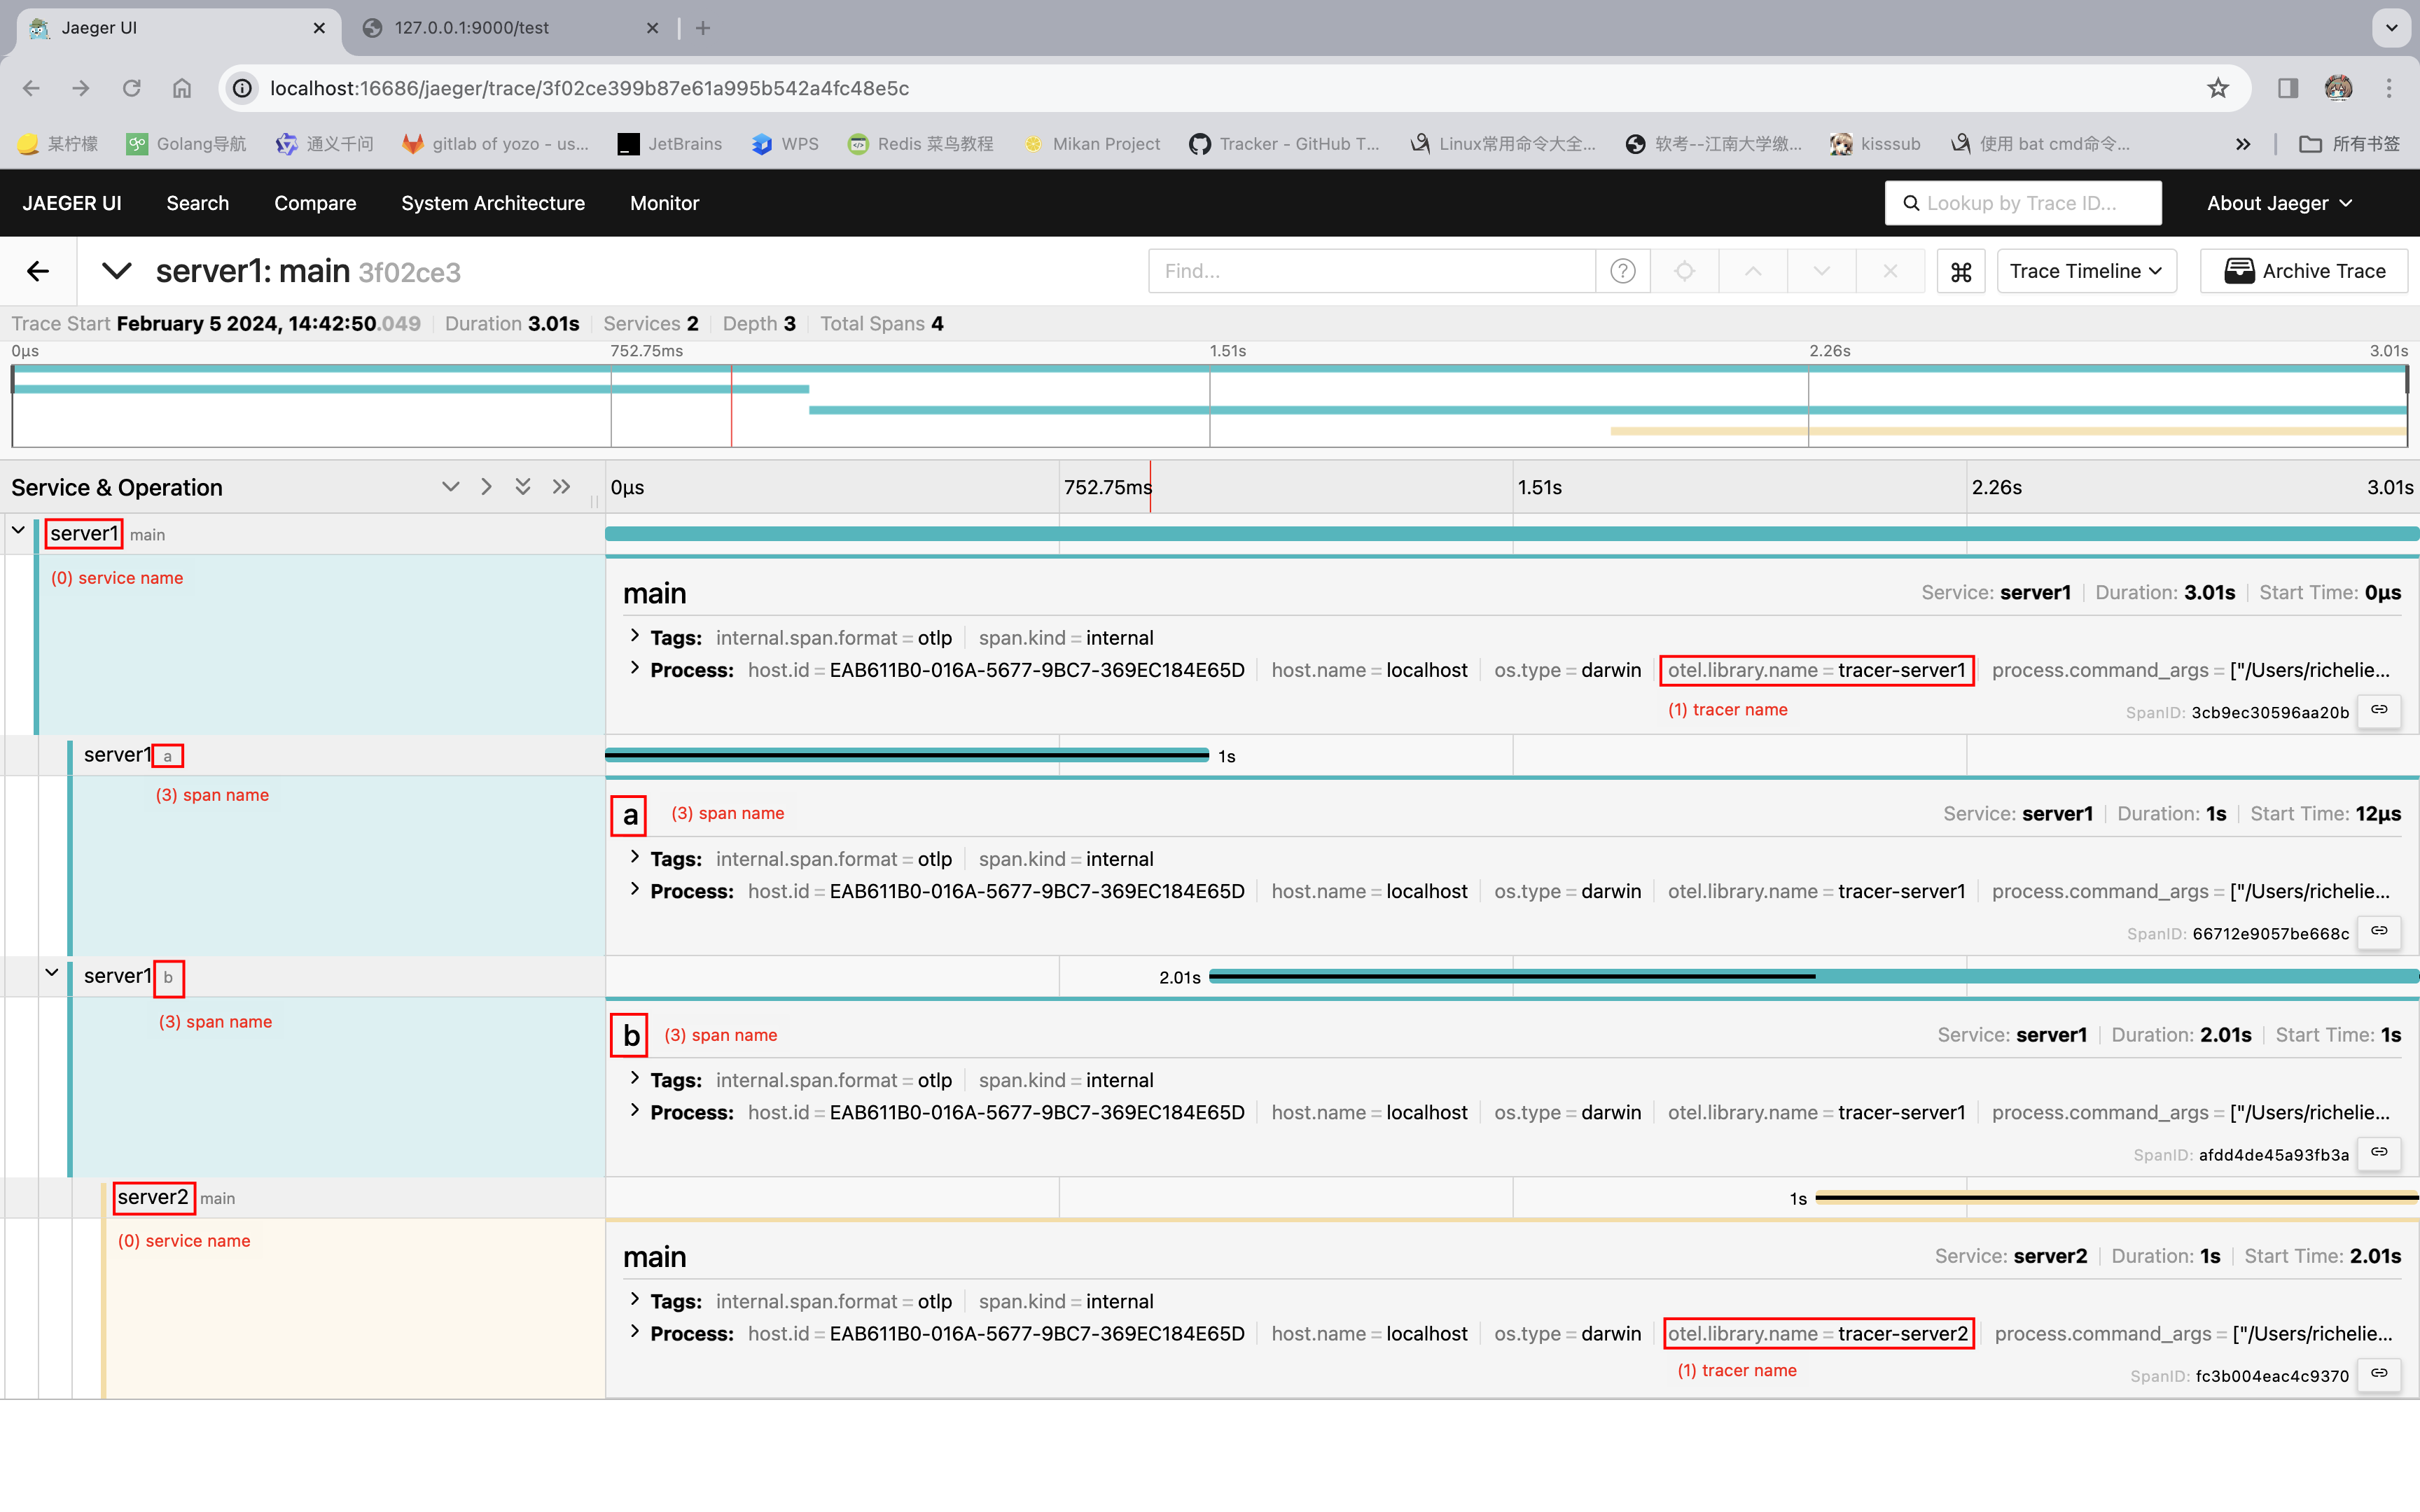 Jaeger UI
127.0.0.1:9000/test
localhost:16686/jaeger/trace/3f02ce399b87e61a995b542a4fc48e5c
某柠檬 Golang导航 通义千问 gitlab of yozo - us... JetBrains WPS Redis 菜鸟教程 Mikan Project Tracker - GitHub T... Linux常用命令大全... 软考--江南大学缴... kisssub 使用 bat cmd命令... 所有书签
JAEGER UI Search Compare System Architecture Monitor Lookup by Trace ID... About Jaeger
server1: main 3f02ce3 Find... Trace Timeline Archive Trace
Trace Start February 5 2024, 14:42:50.049 Duration 3.01s Services 2 Depth 3 Total Spans 4
0μs 752.75ms 1.51s 2.26s 3.01s
Service & Operation 0μs 752.75ms 1.51s 2.26s 3.01s
server1 main
(0) service name
main Service: server1 Duration: 3.01s Start Time: 0μs
Tags: internal.span.format = otlp span.kind = internal
Process: host.id = EAB611B0-016A-5677-9BC7-369EC184E65D host.name = localhost os.type = darwin otel.library.name = tracer-server1 process.command_args = ["/Users/richelie...
(1) tracer name
SpanID: 3cb9ec30596aa20b
server1 a 1s
(3) span name
a (3) span name Service: server1 Duration: 1s Start Time: 12μs
Tags: internal.span.format = otlp span.kind = internal
Process: host.id = EAB611B0-016A-5677-9BC7-369EC184E65D host.name = localhost os.type = darwin otel.library.name = tracer-server1 process.command_args = ["/Users/richelie...
SpanID: 66712e9057be668c
server1 b 2.01s
(3) span name
b (3) span name Service: server1 Duration: 2.01s Start Time: 1s
Tags: internal.span.format = otlp span.kind = internal
Process: host.id = EAB611B0-016A-5677-9BC7-369EC184E65D host.name = localhost os.type = darwin otel.library.name = tracer-server1 process.command_args = ["/Users/richelie...
SpanID: afdd4de45a93fb3a
server2 main 1s
(0) service name
main Service: server2 Duration: 1s Start Time: 2.01s
Tags: internal.span.format = otlp span.kind = internal
Process: host.id = EAB611B0-016A-5677-9BC7-369EC184E65D host.name = localhost os.type = darwin otel.library.name = tracer-server2 process.command_args = ["/Users/richelie...
(1) tracer name
SpanID: fc3b004eac4c9370